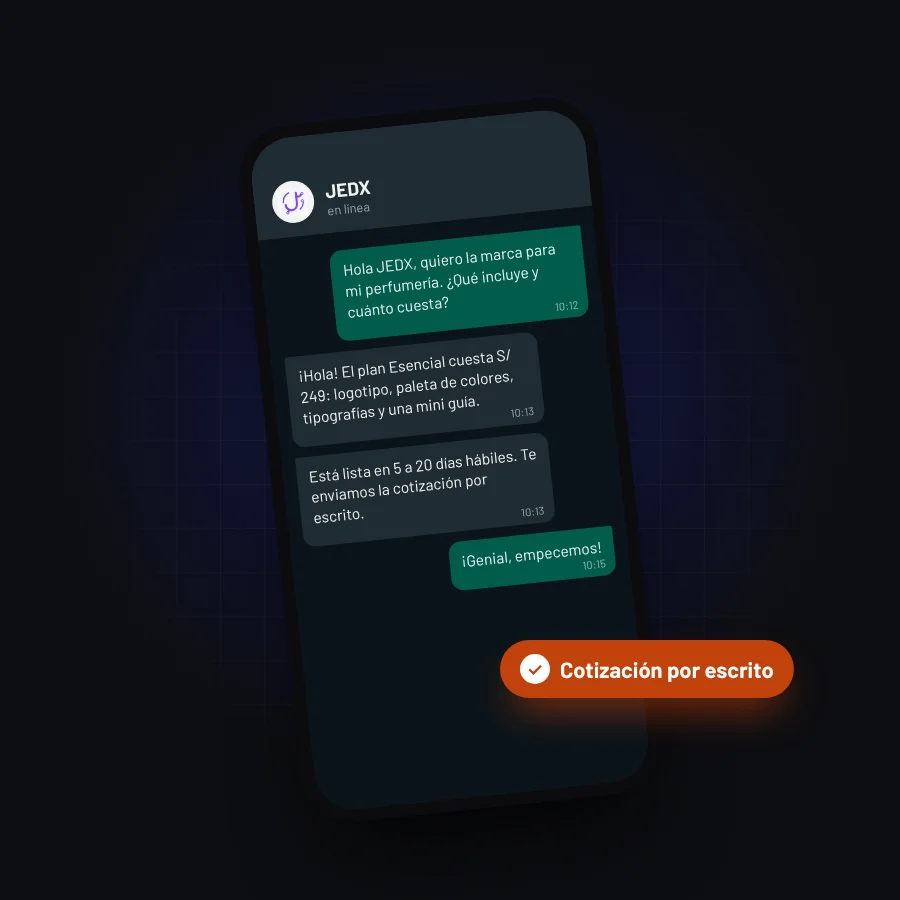 JEDX
en línea
Hola JEDX, quiero la marca para
mi perfumería. ¿Qué incluye y
cuánto cuesta?
10:12
¡Hola! El plan Esencial cuesta S/
249: logotipo, paleta de colores,
tipografías y una mini guía.
10:13
Está lista en 5 a 20 días hábiles. Te
enviamos la cotización por
escrito.
10:13
¡Genial, empecemos!
10:15
Cotización por escrito